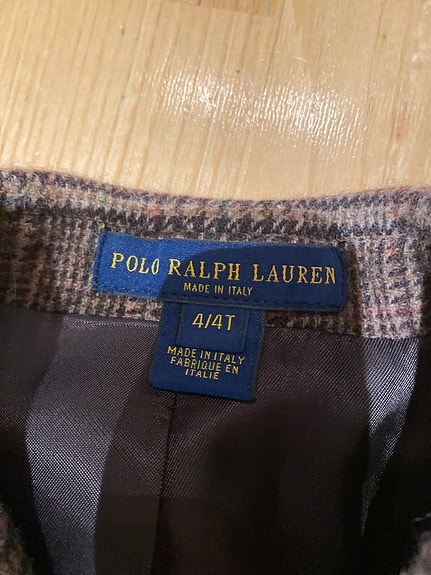 POLO RALPH LAUREN
MADE IN ITALY
4/4T
MADE IN ITALY
FABRIQUE EN
ITALIE